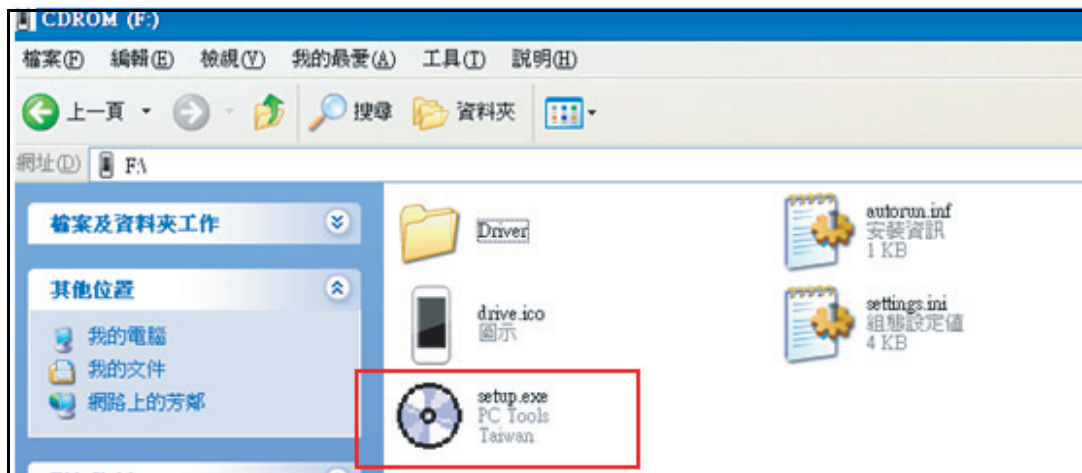 CDROM (F:)
檔案(F) 編輯(E) 檢視(V) 我的最愛(A) 工具(T) 說明(H)
上一頁 搜尋 資料夾
網址(D) F:\
檔案及資料夾工作
其他位置
我的電腦
我的文件
網路上的芳鄰
Driver
drive.ico
圖示
setup.exe
PC Tools
Taiwan
autorun.inf
安裝資訊
1 KB
settings.ini
組態設定值
4 KB